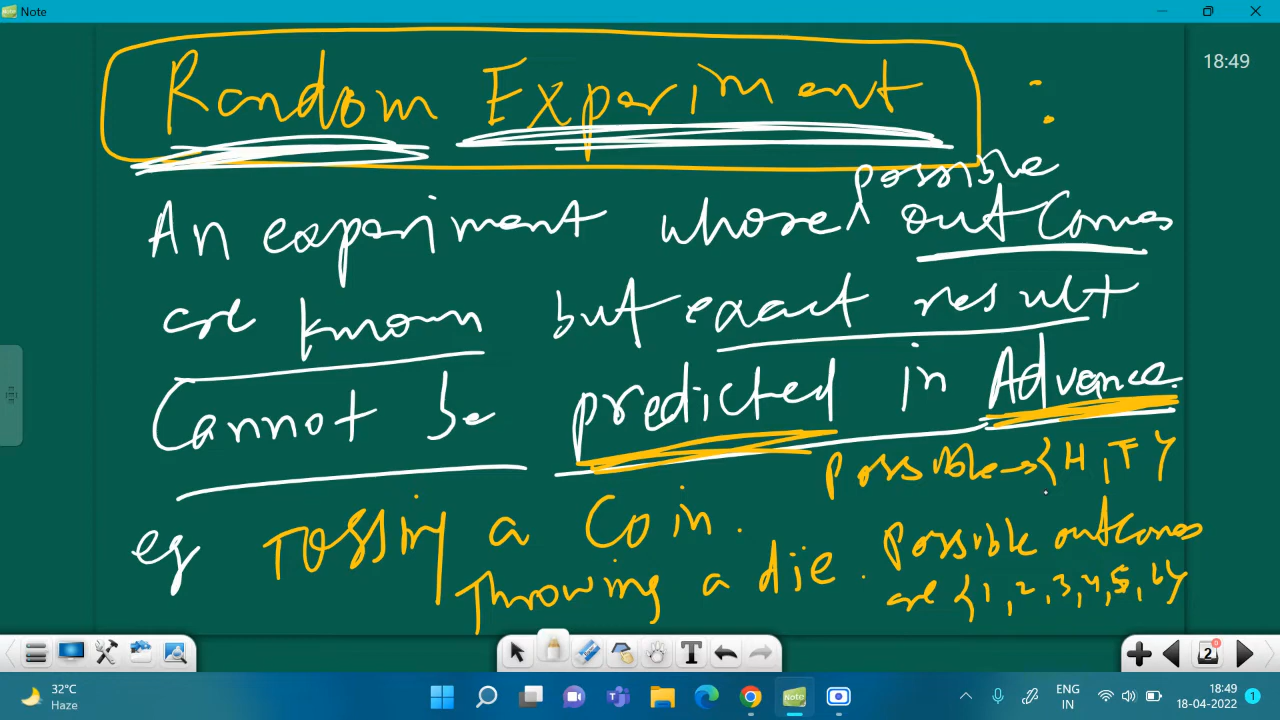 Note
18:49
Random Experiment :
possible
An experiment whose ^ outcomes
are known but exact result
Cannot be predicted in Advance.
possible → {H, T}
eg Tossing a Coin.
Throwing a die. possible outcomes
are {1, 2, 3, 4, 5, 6}
T
2
32°C
Haze
ENG
IN
18:49
18-04-2022
1